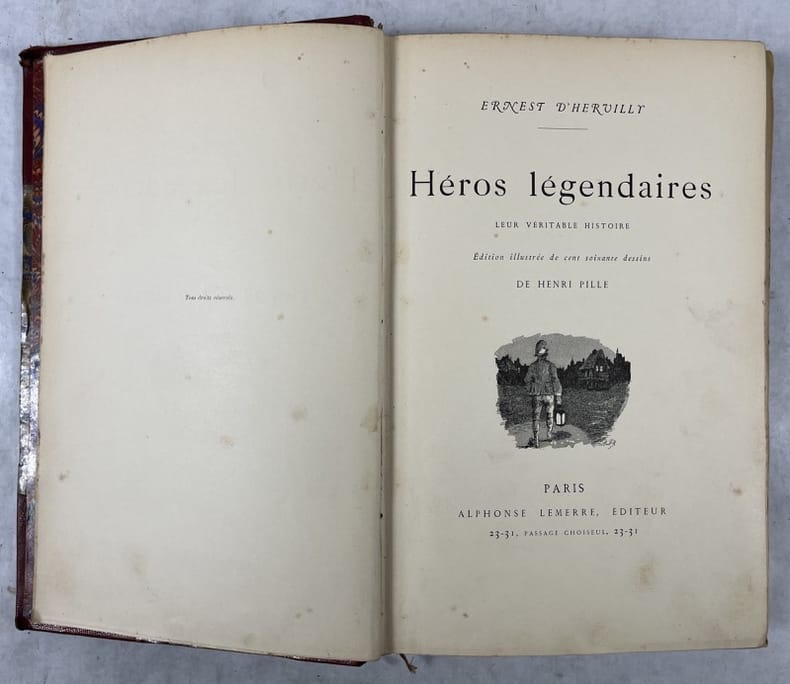 Tous droits réservés.
ERNEST D'HERVILLY
Héros légendaires
LEUR VÉRITABLE HISTOIRE
Édition illustrée de cent soixante dessins
DE HENRI PILLE
PARIS
ALPHONSE LEMERRE, ÉDITEUR
23-31, PASSAGE CHOISEUL, 23-31